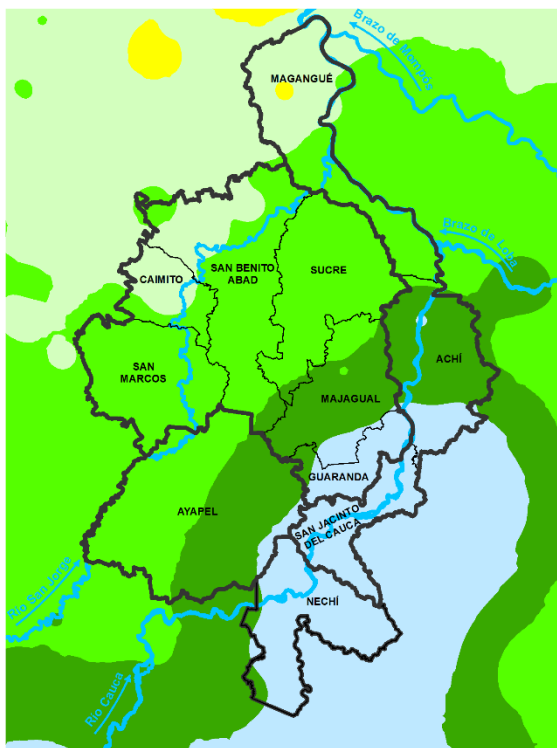 MAGANGUÉ
Brazo de Mompós
Brazo de Loba
CAIMITO
SAN BENITO
ABAD
SUCRE
SAN
MARCOS
ACHÍ
MAJAGUAL
GUARANDA
AYAPEL
SAN JACINTO
DEL CAUCA
NECHÍ
Río San Jorge
Río Cauca